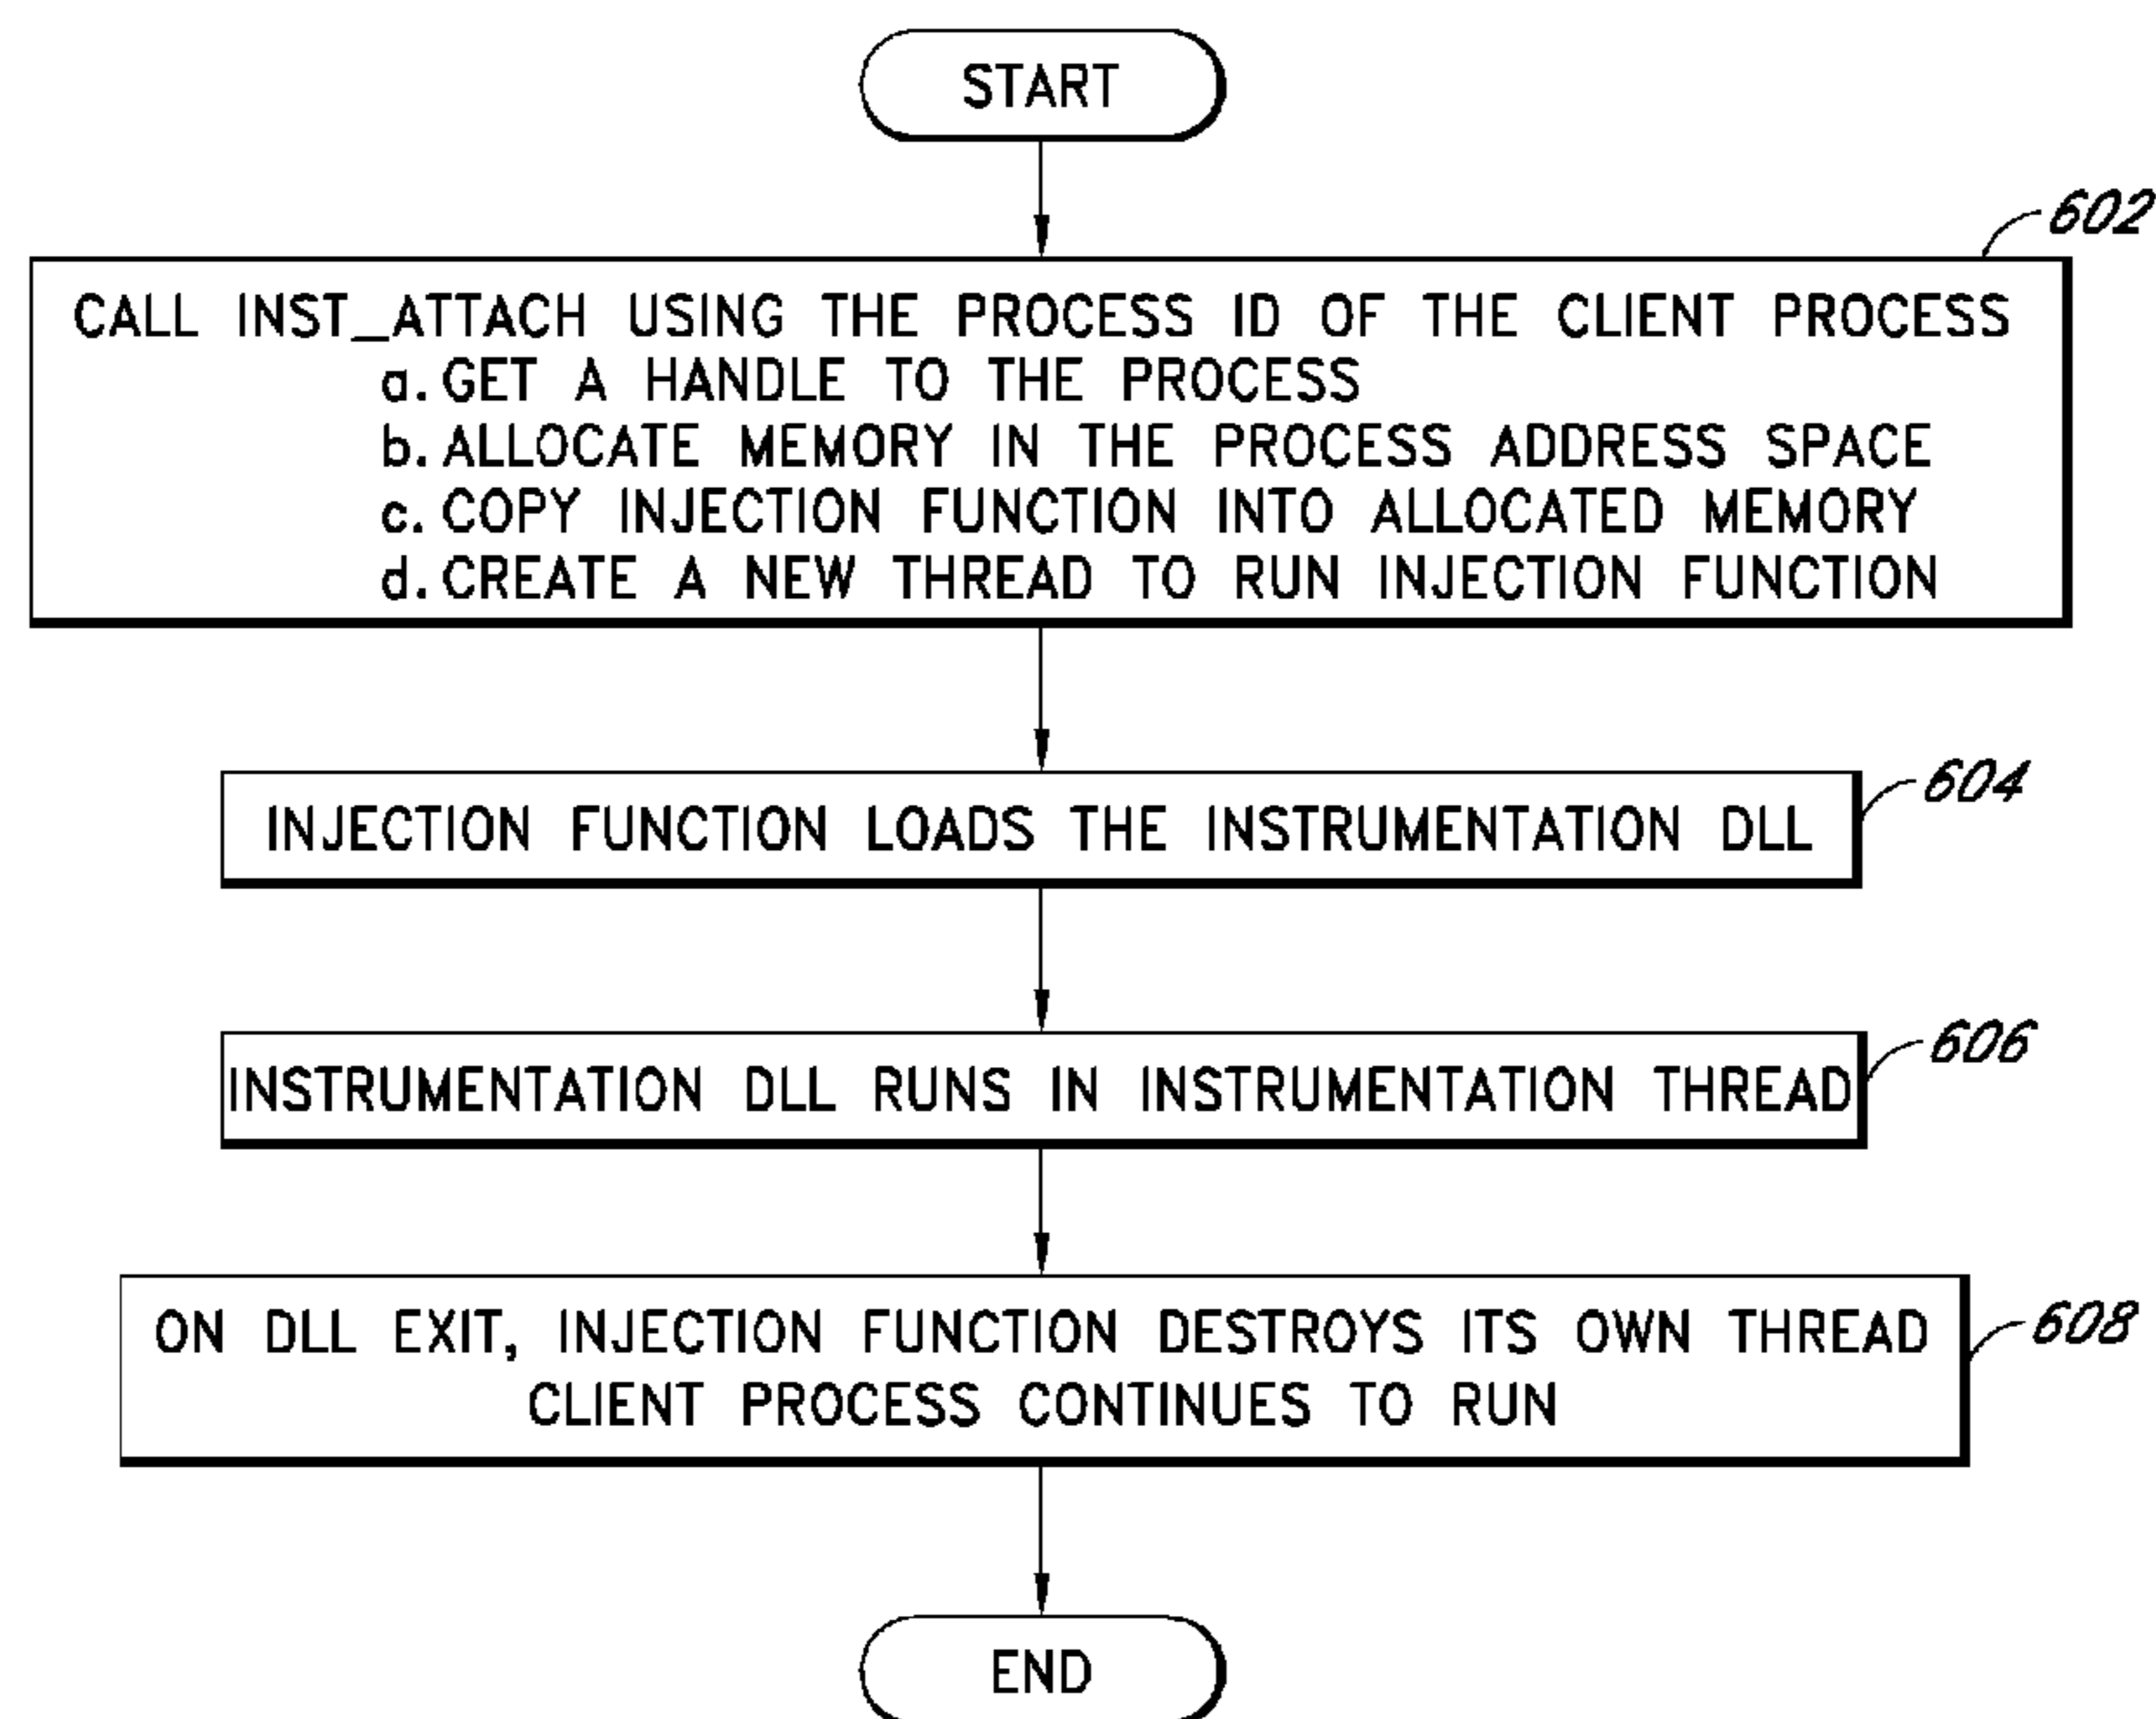 START
602
CALL INST_ATTACH USING THE PROCESS ID OF THE CLIENT PROCESS
a. GET A HANDLE TO THE PROCESS
b. ALLOCATE MEMORY IN THE PROCESS ADDRESS SPACE
c. COPY INJECTION FUNCTION INTO ALLOCATED MEMORY
d. CREATE A NEW THREAD TO RUN INJECTION FUNCTION
604
INJECTION FUNCTION LOADS THE INSTRUMENTATION DLL
606
INSTRUMENTATION DLL RUNS IN INSTRUMENTATION THREAD
608
ON DLL EXIT, INJECTION FUNCTION DESTROYS ITS OWN THREAD
CLIENT PROCESS CONTINUES TO RUN
END